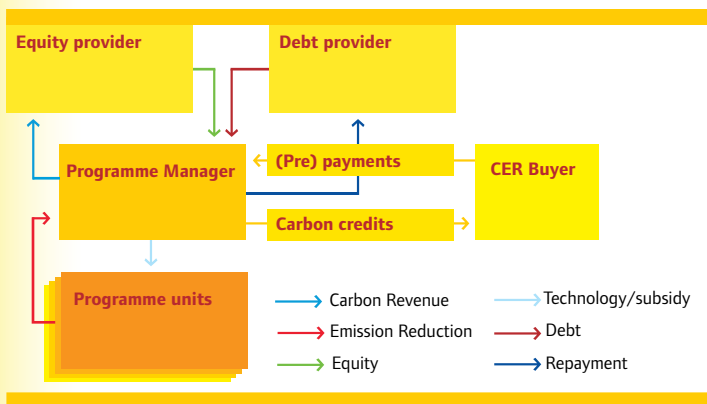 Equity provider
Debt provider
Programme Manager
(Pre) payments
CER Buyer
Carbon credits
Programme units
Carbon Revenue
Technology/subsidy
Emission Reduction
Debt
Equity
Repayment